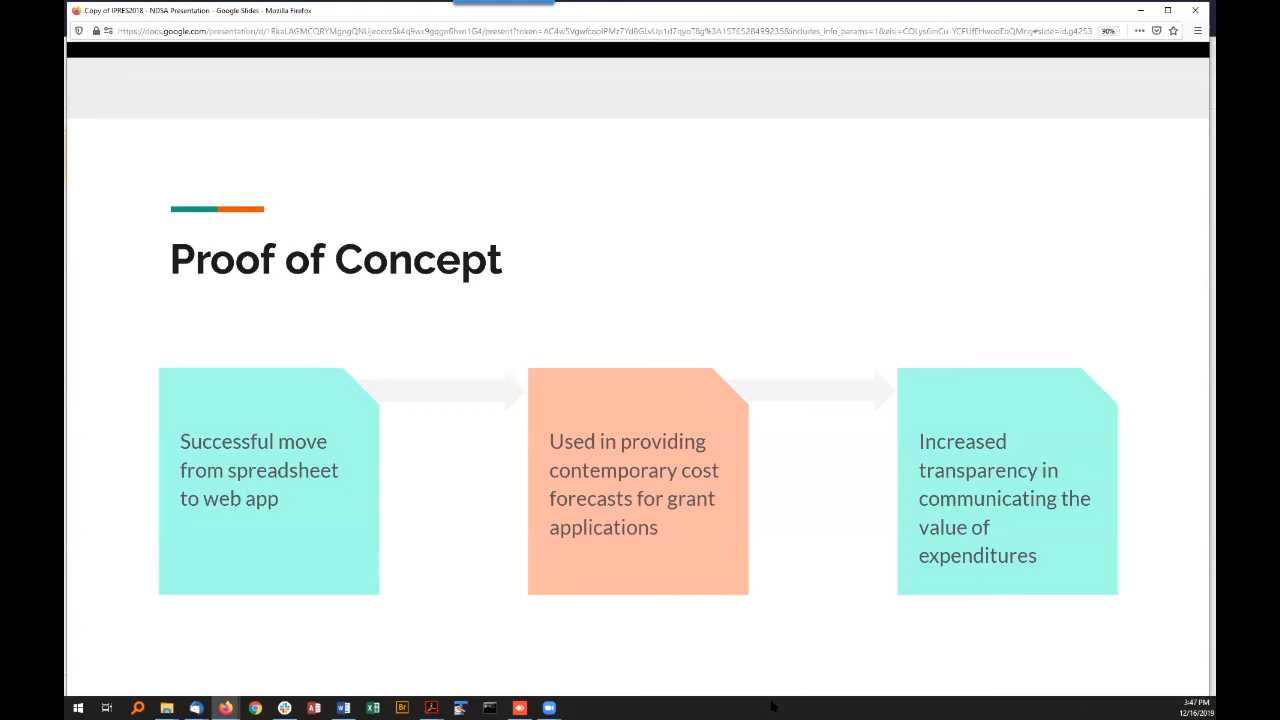 Copy of IPRES2018 - NDSA Presentation - Google Slides - Mozilla Firefox
90%
Proof of Concept
Successful move
from spreadsheet
to web app
Used in providing
contemporary cost
forecasts for grant
applications
Increased
transparency in
communicating the
value of
expenditures
Br
3:47 PM
12/16/2019